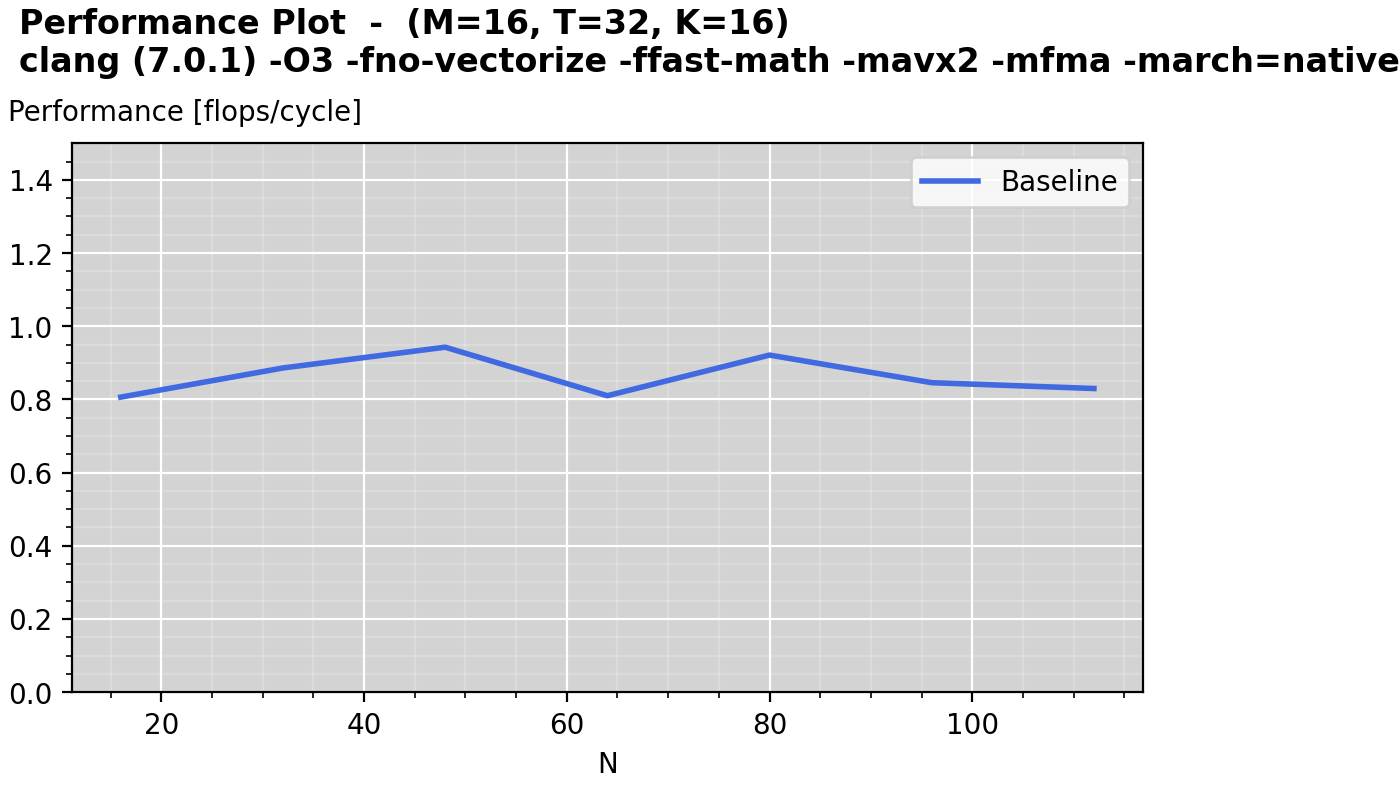 Performance Plot  -  (M=16, T=32, K=16)
clang (7.0.1) -O3 -fno-vectorize -ffast-math -mavx2 -mfma -march=native
Performance [flops/cycle]
Baseline
1.4
1.2
1.0
0.8
0.6
0.4
0.2
0.0
20 40 60 80 100
N